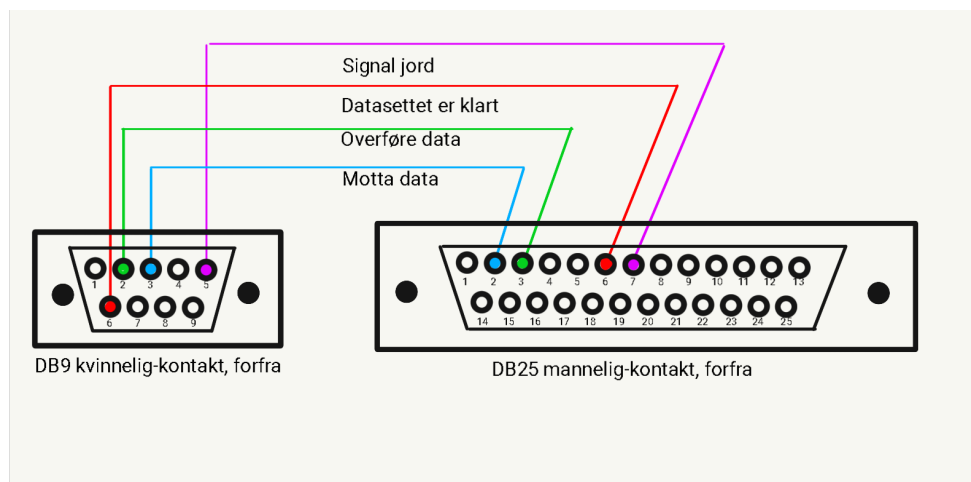 Signal jord
Datasettet er klart
Overføre data
Motta data
1 2 3 4 5
6 7 8 9
1 2 3 4 5 6 7 8 9 10 11 12 13
14 15 16 17 18 19 20 21 22 23 24 25
DB9 kvinnelig-kontakt, forfra
DB25 mannelig-kontakt, forfra